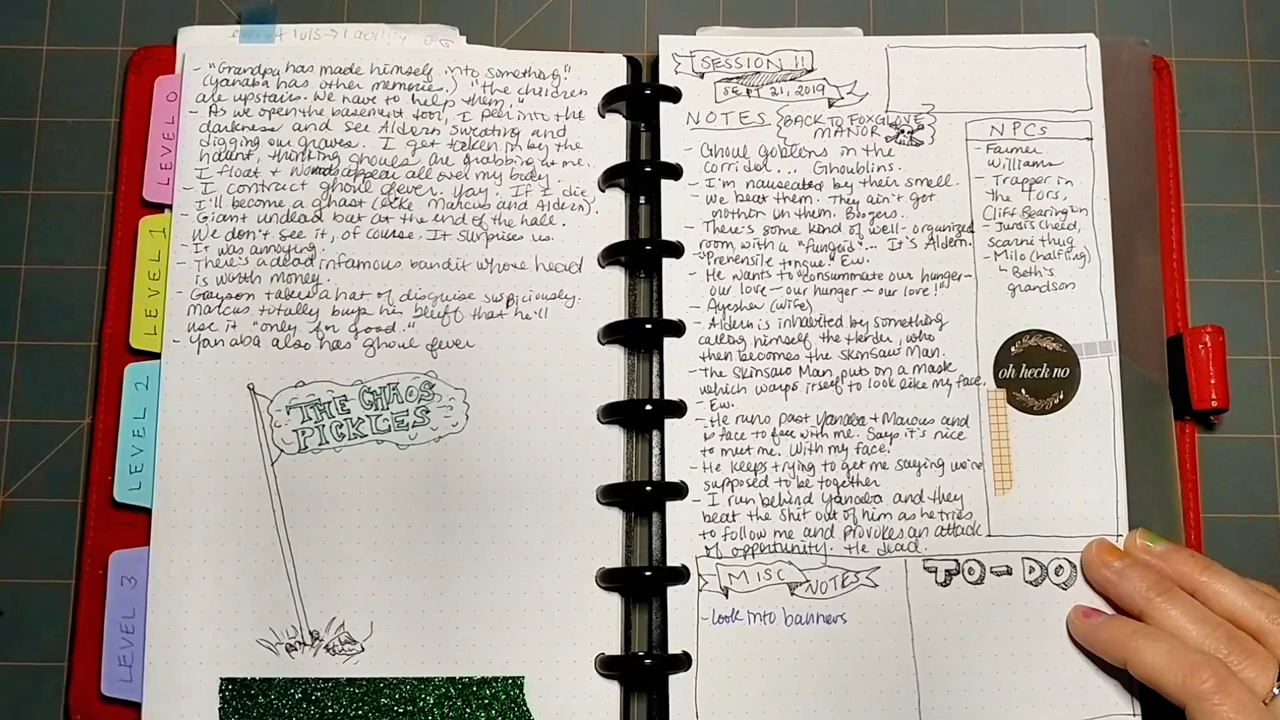 every 4 lvls → 1 ability
LEVEL 0
LEVEL 1
LEVEL 2
LEVEL 3
- "Grandpa has made himself into something."
(Yanaba has other memories.) "The children
are upstairs. We have to help them."
- As we open the basement door, I peer into the
darkness and see Aldern sweating and
digging our graves. I get taken in by the
haunt, thinking ghouls are grabbing at me.
I float + wounds appear all over my body.
- I contract ghoul fever. Yay. If I die,
I'll become a ghast (like Marcus and Aldern).
- Giant undead bat at the end of the hall.
We don't see it, of course. It surprises us.
- It was annoying.
- There's a dead infamous bandit whose head
is worth money.
- Grayson takes a hat of disguise suspiciously.
Marcus totally buys his bluff that he'll
use it "only for good."
- Yanaba also has ghoul fever
THE CHAOS
PICKLES
SESSION 11
SEPT 21, 2019
NOTES
BACK TO FOXGLOVE
MANOR
- Ghoul goblins in the
corridor... Ghoublins.
- I'm nauseated by their smell.
- We beat them. They ain't got
nothin on them. Boogers.
- There's some kind of well-organized
room with a "fungoid"... It's Aldern.
- "Prehensile tongue." Ew.
- He wants to "consummate our hunger-
our love - our hunger - our love!"
- Ayesher (wife)
- Aldern is inhabited by something
calling himself the Herder, who
then becomes the Skinsaw Man.
- The Skinsaw Man puts on a mask
which warps itself to look like my face.
- Ew.
- He runs past Yanaba + Marcus and
is face to face with me. Says it's nice
to meet me. With my face.
- He keeps trying to get me saying we're
supposed to be together
- I run behind Yanaba and they
beat the shit out of him as he tries
to follow me and provokes an attack
of opportunity. He dead.
NPCs
- Farmer
Williams
- Trapper in
the Tors,
Cliff Bearington
- Scarni thug
- Milo (halfling)
↳ Beth's
grandson
oh heck no
MISC NOTES
- look into banners
TO-DO